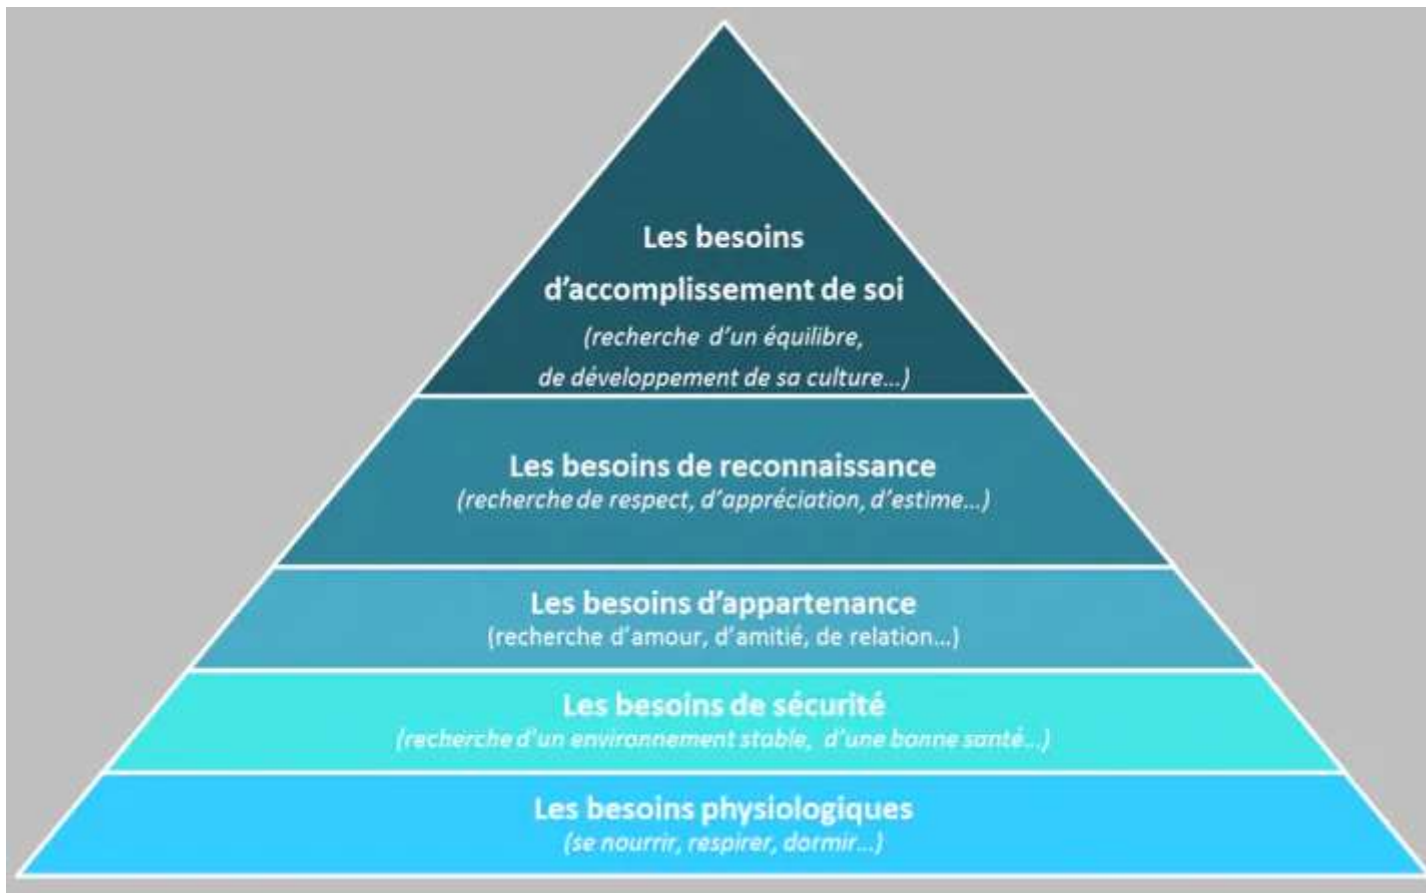 Les besoins
d’accomplissement de soi
(recherche d’un équilibre,
de développement de sa culture…)
Les besoins de reconnaissance
(recherche de respect, d’appréciation, d’estime…)
Les besoins d’appartenance
(recherche d’amour, d’amitié, de relation…)
Les besoins de sécurité
(recherche d’un environnement stable, d’une bonne santé…)
Les besoins physiologiques
(se nourrir, respirer, dormir…)